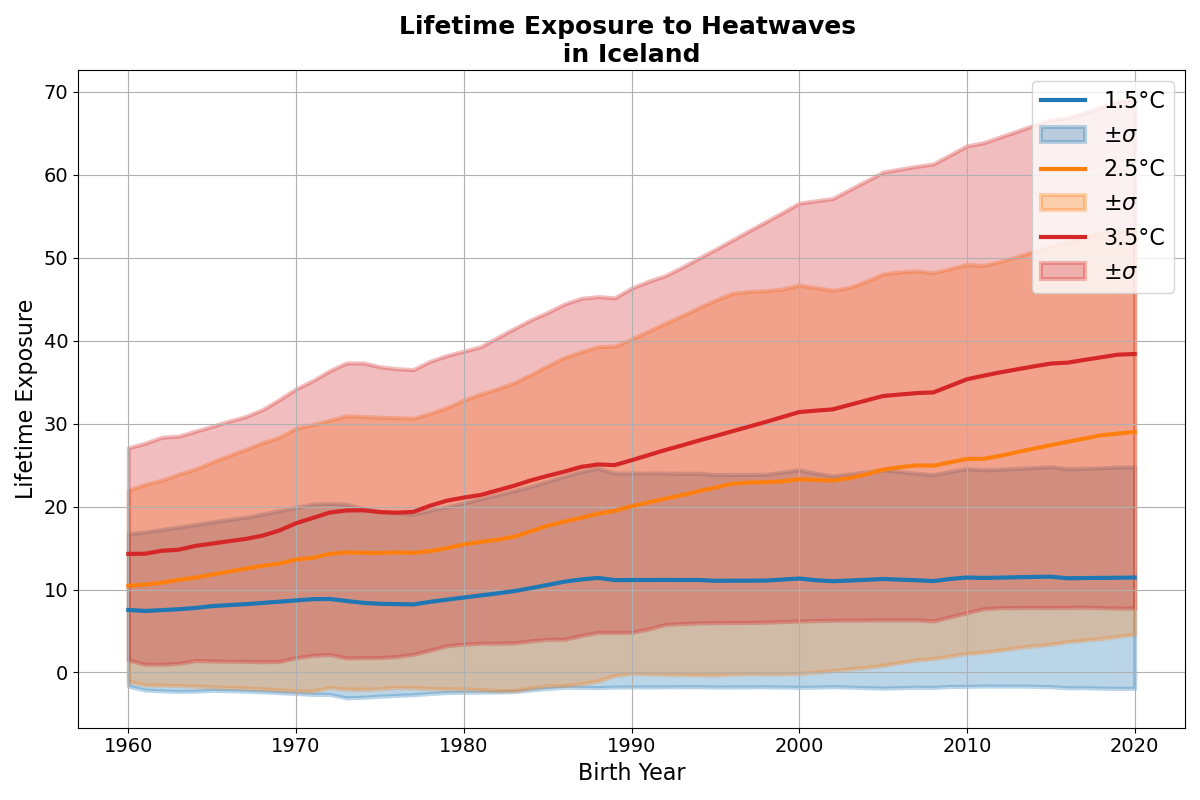 Lifetime Exposure to Heatwaves
in Iceland
Lifetime Exposure
70
60
50
40
30
20
10
0
1960
1970
1980
1990
2000
2010
2020
Birth Year
1.5°C
±σ
2.5°C
±σ
3.5°C
±σ